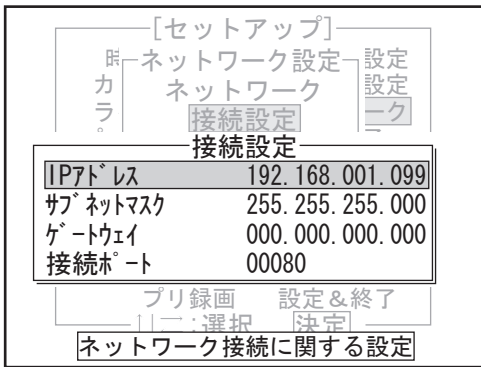 [セットアップ]
時 ネットワーク設定 設定
カ ネットワーク 設定
ラ 接続設定 ーク
接続設定
IPアドレス 192.168.001.099
サブネットマスク 255.255.255.000
ゲートウェイ 000.000.000.000
接続ポート 00080
プリ録画 設定&終了
:選択 決定
ネットワーク接続に関する設定